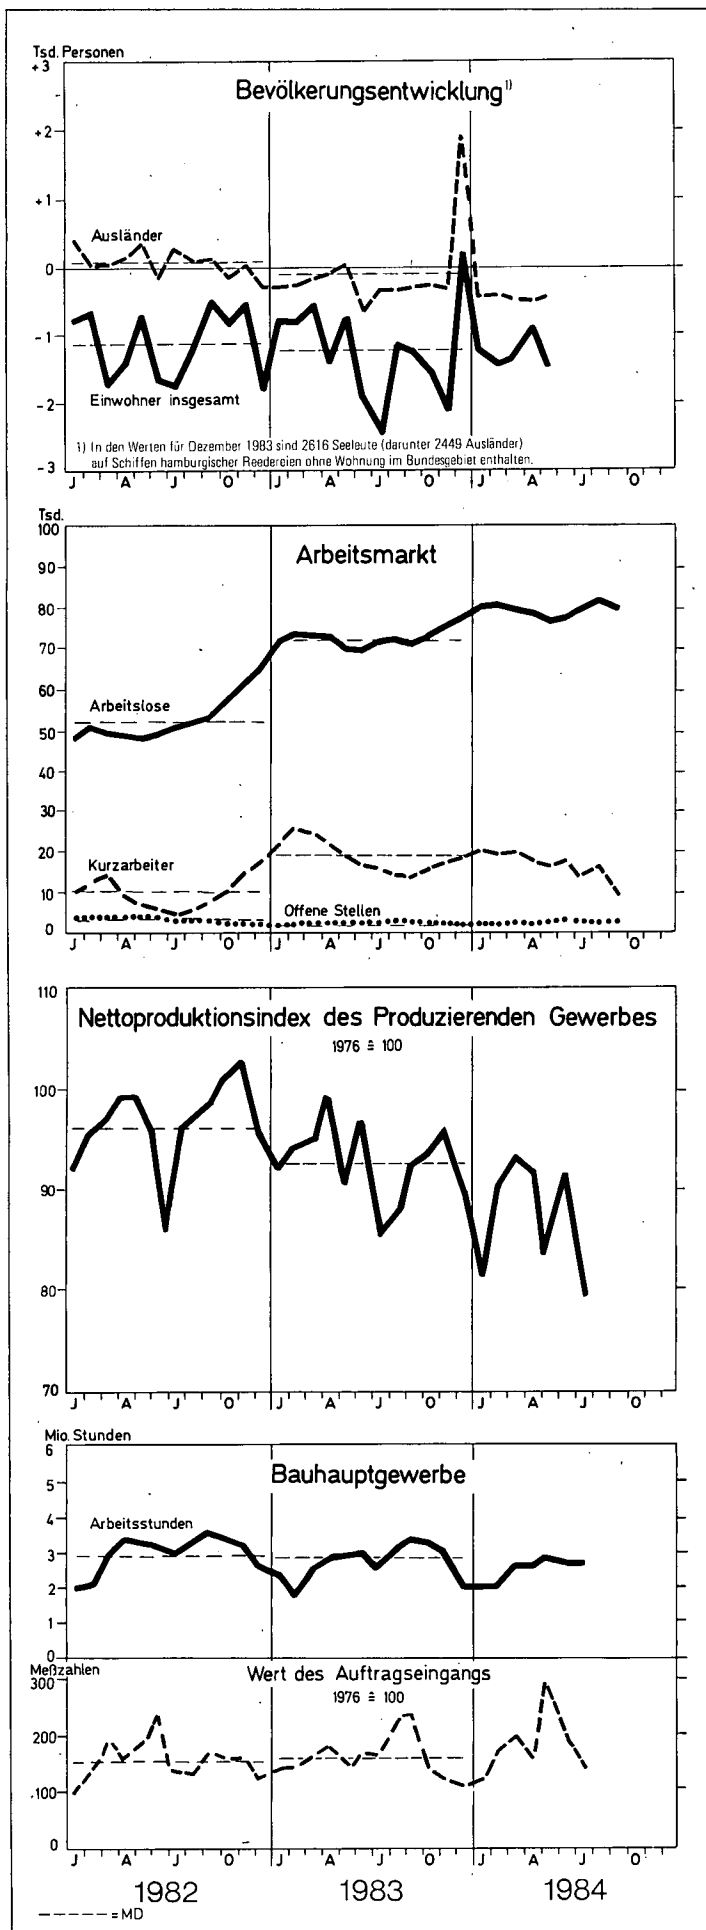 Tsd. Personen
+3
Bevölkerungsentwicklung¹⁾
+2
+1
Ausländer
0
-1
Einwohner insgesamt
-2
1) In den Werten für Dezember 1983 sind 2616 Seeleute (darunter 2449 Ausländer)
auf Schiffen hamburgischer Reedereien ohne Wohnung im Bundesgebiet enthalten.
-3
J A J O J A J O J A J O
Tsd.
100
Arbeitsmarkt
90
80
70
60
Arbeitslose
50
40
30
20
Kurzarbeiter
10
Offene Stellen
0
J A J O J A J O J A J O
110
Nettoproduktionsindex des Produzierenden Gewerbes
1976 ≙ 100
100
90
80
70
J A J O J A J O J A J O
Mio. Stunden
6
Bauhauptgewerbe
5
4
Arbeitsstunden
3
2
1
0
Meßzahlen
Wert des Auftragseingangs
300
1976 ≙ 100
200
100
0
J A J O J A J O J A J O
1982 1983 1984
------ = MD